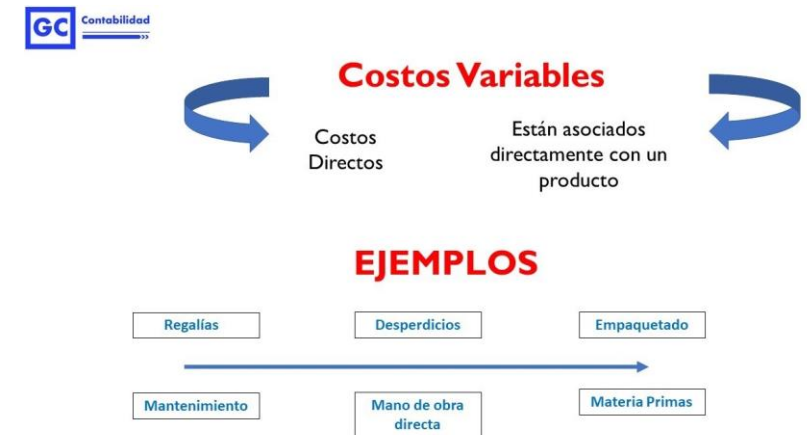 GC Contabilidad
Costos Variables
Costos
Directos
Están asociados
directamente con un
producto
EJEMPLOS
Regalías
Desperdicios
Empaquetado
Mantenimiento
Mano de obra
directa
Materia Primas